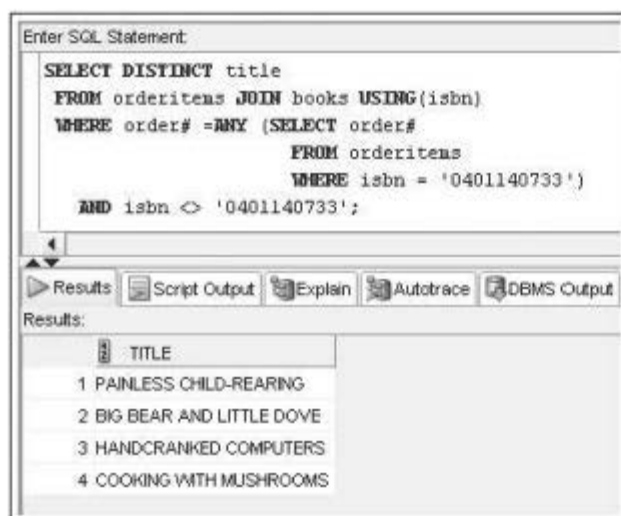 Enter SQL Statement:
SELECT DISTINCT title
FROM orderitems JOIN books USING(isbn)
WHERE order# =ANY (SELECT order#
FROM orderitems
WHERE isbn = '0401140733')
AND isbn <> '0401140733';
Results Script Output Explain Autotrace DBMS Output
Results:
TITLE
1 PAINLESS CHILD-REARING
2 BIG BEAR AND LITTLE DOVE
3 HANDCRANKED COMPUTERS
4 COOKING WITH MUSHROOMS